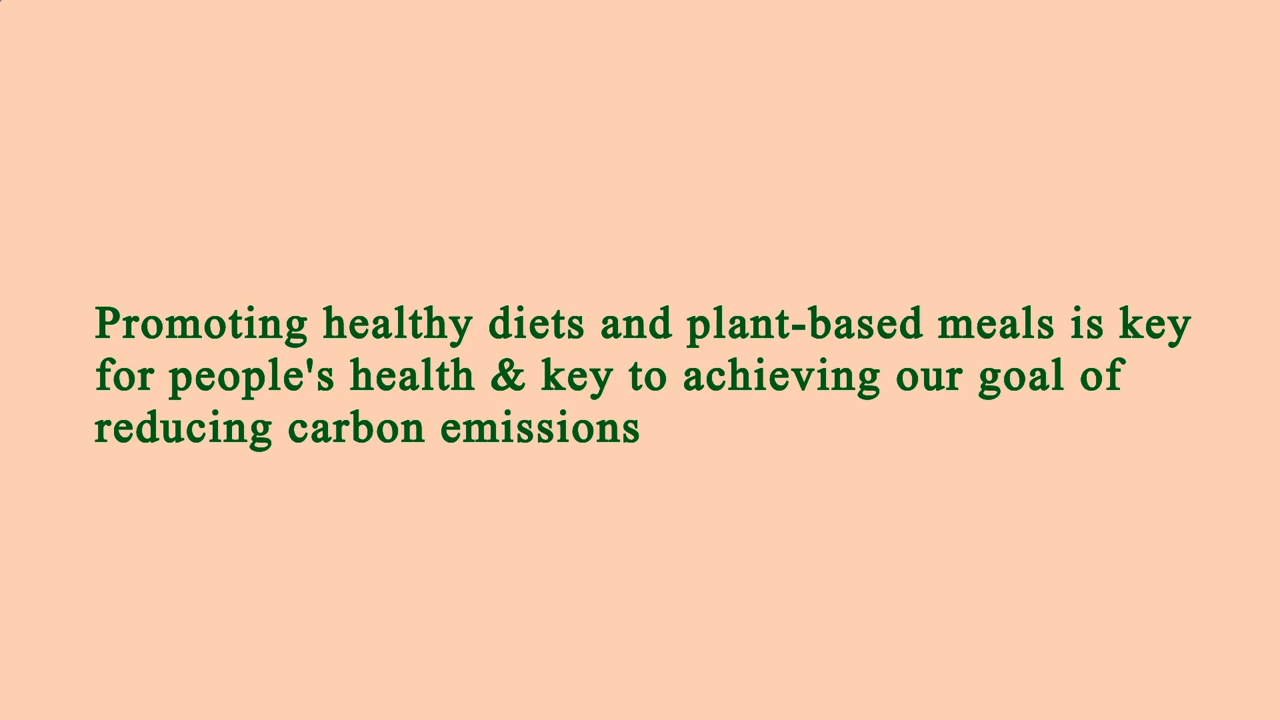 Promoting healthy diets and plant-based meals is key
for people's health & key to achieving our goal of
reducing carbon emissions